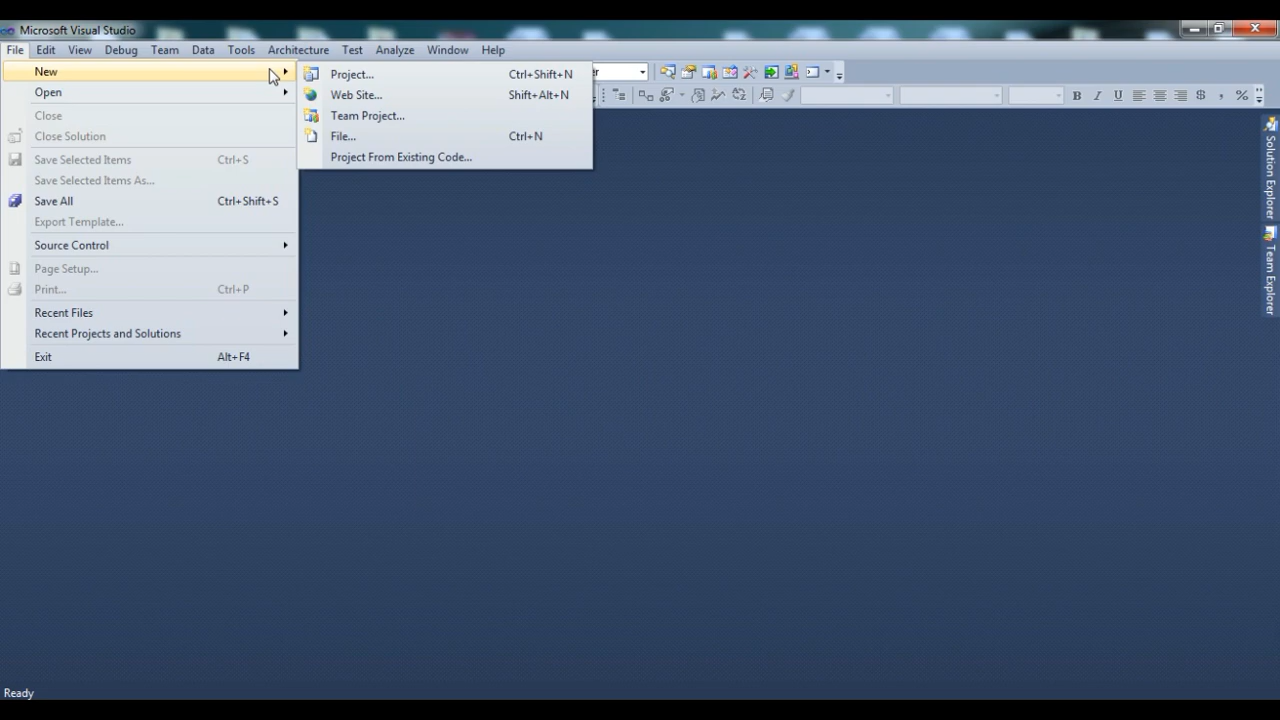 Microsoft Visual Studio
File Edit View Debug Team Data Tools Architecture Test Analyze Window Help
New
Open
Close
Close Solution
Save Selected Items Ctrl+S
Save Selected Items As...
Save All Ctrl+Shift+S
Export Template...
Source Control
Page Setup...
Print... Ctrl+P
Recent Files
Recent Projects and Solutions
Exit Alt+F4
Project... Ctrl+Shift+N
Web Site... Shift+Alt+N
Team Project...
File... Ctrl+N
Project From Existing Code...
B I U $ , %
Solution Explorer
Team Explorer
Ready